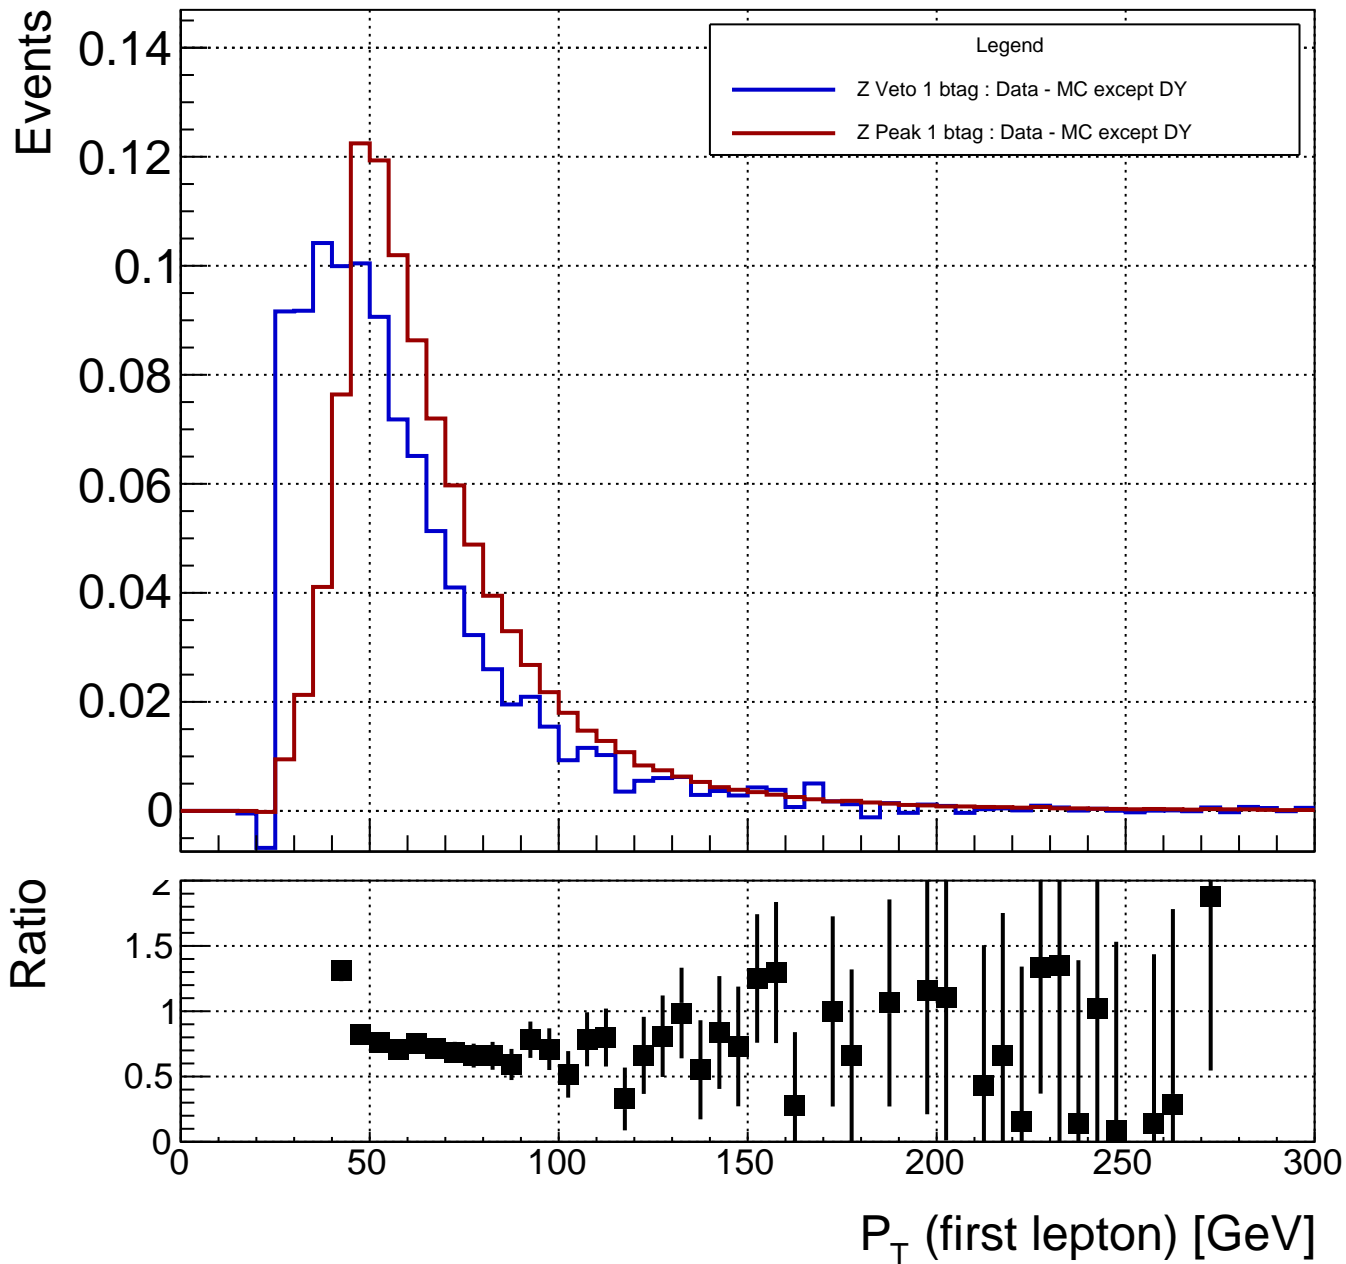 Events
0.14
0.12
0.1
0.08
0.06
0.04
0.02
0
Legend
Z Veto 1 btag : Data - MC except DY
Z Peak 1 btag : Data - MC except DY
Ratio
2
1.5
1
0.5
0
0 50 100 150 200 250 300
P_T (first lepton) [GeV]